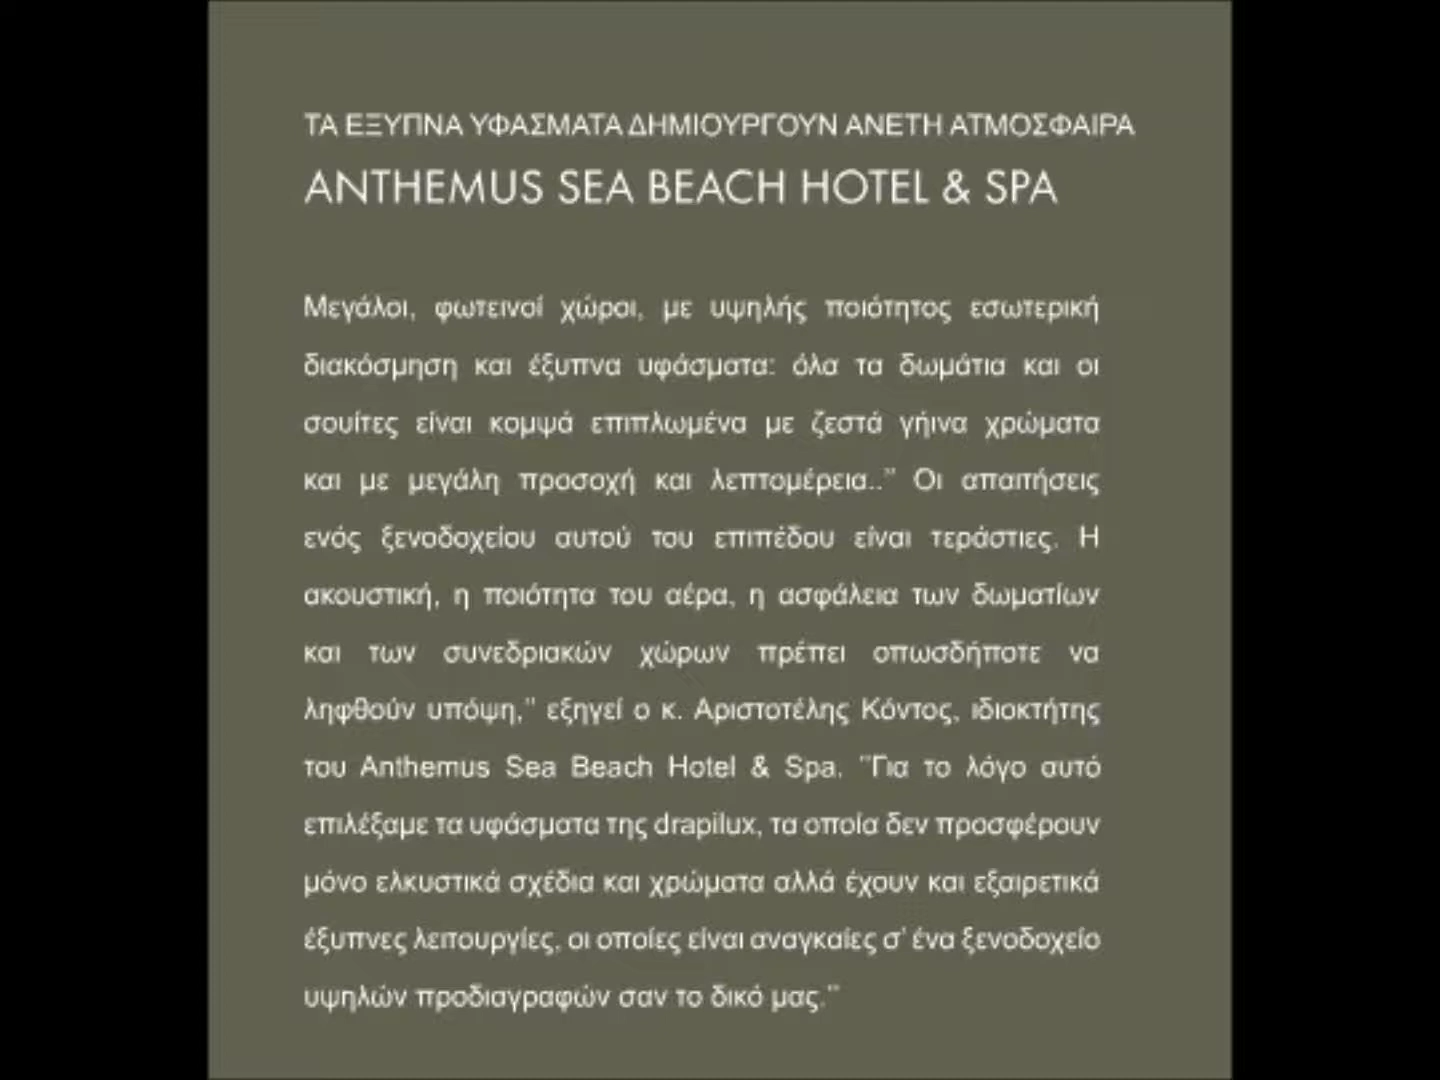 ΤΑ ΕΞΥΠΝΑ ΥΦΑΣΜΑΤΑ ΔΗΜΙΟΥΡΓΟΥΝ ΑΝΕΤΗ ΑΤΜΟΣΦΑΙΡΑ
ANTHEMUS SEA BEACH HOTEL & SPA
Μεγάλοι, φωτεινοί χώροι, με υψηλής ποιότητος εσωτερική
διακόσμηση και έξυπνα υφάσματα: όλα τα δωμάτια και οι
σουίτες είναι κομψά επιπλωμένα με ζεστά γήινα χρώματα
και με μεγάλη προσοχή και λεπτομέρεια..” Οι απαιτήσεις
ενός ξενοδοχείου αυτού του επιπέδου είναι τεράστιες. Η
ακουστική, η ποιότητα του αέρα, η ασφάλεια των δωματίων
και των συνεδριακών χώρων πρέπει οπωσδήποτε να
ληφθούν υπόψη,” εξηγεί ο κ. Αριστοτέλης Κόντος, ιδιοκτήτης
του Anthemus Sea Beach Hotel & Spa. “Για το λόγο αυτό
επιλέξαμε τα υφάσματα της drapilux, τα οποία δεν προσφέρουν
μόνο ελκυστικά σχέδια και χρώματα αλλά έχουν και εξαιρετικά
έξυπνες λειτουργίες, οι οποίες είναι αναγκαίες σ’ ένα ξενοδοχείο
υψηλών προδιαγραφών σαν το δικό μας.”